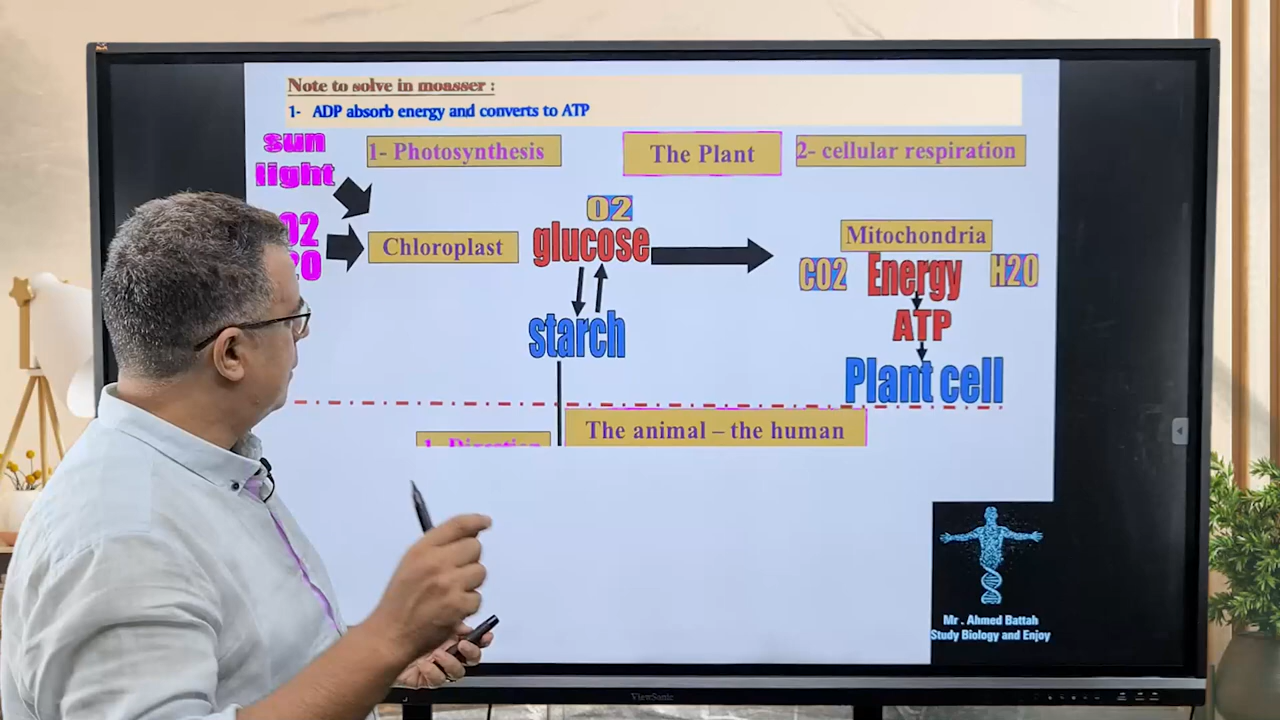 Note to solve in moasser :
1- ADP absorb energy and converts to ATP
sun
light
1- Photosynthesis
The Plant
2- cellular respiration
O2
Chloroplast
O2
glucose
starch
Mitochondria
CO2 Energy H2O
ATP
Plant cell
The animal – the human
Mr . Ahmed Battah
Study Biology and Enjoy
ViewSonic